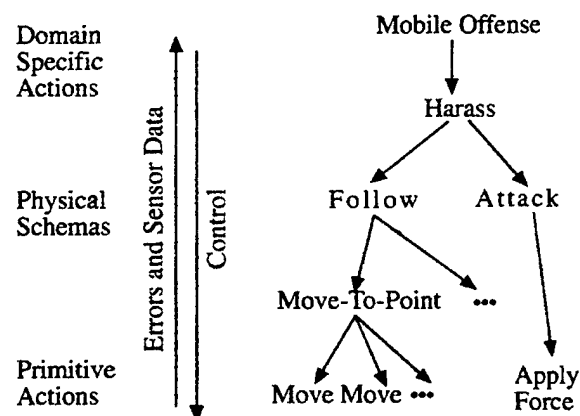 Domain
Specific
Actions
Mobile Offense
Harass
Errors and Sensor Data
Control
Physical
Schemas
Follow
Attack
Move-To-Point
•••
Primitive
Actions
Move Move •••
Apply
Force